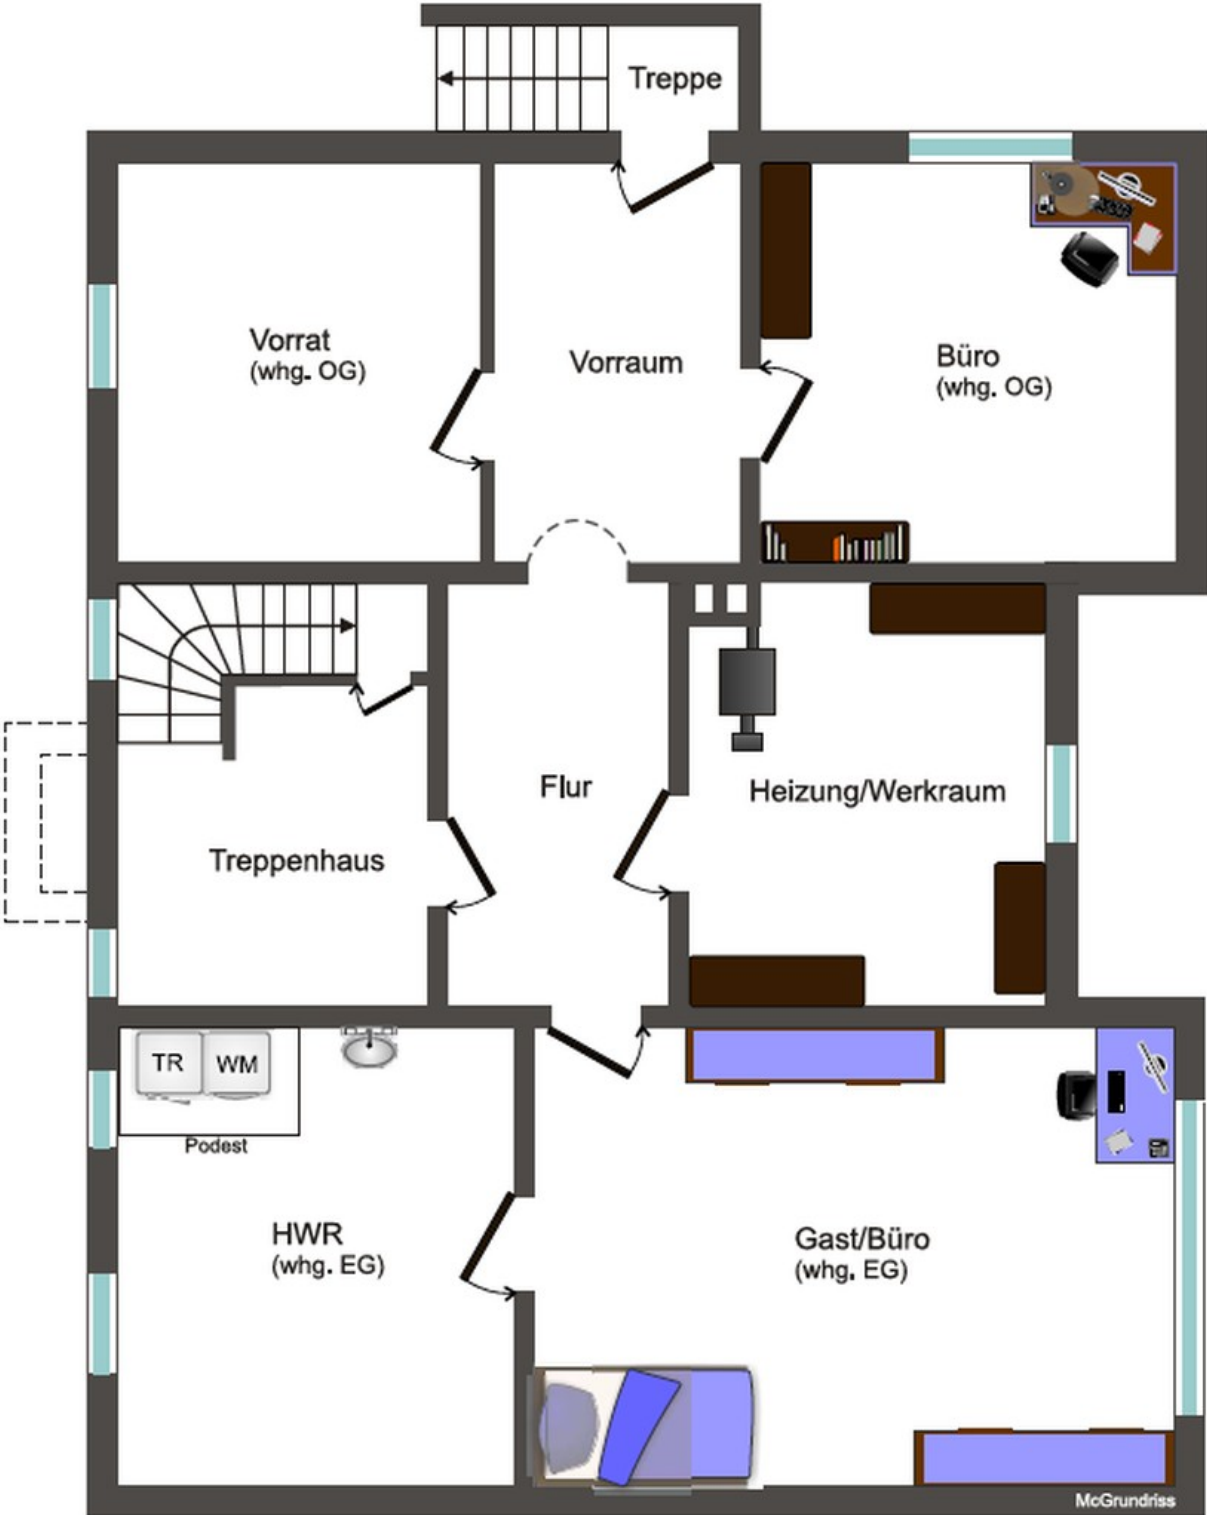 Treppe
Vorrat
(whg. OG)
Vorraum
Büro
(whg. OG)
Flur
Heizung/Werkraum
Treppenhaus
TR
WM
Podest
HWR
(whg. EG)
Gast/Büro
(whg. EG)
McGrundriss